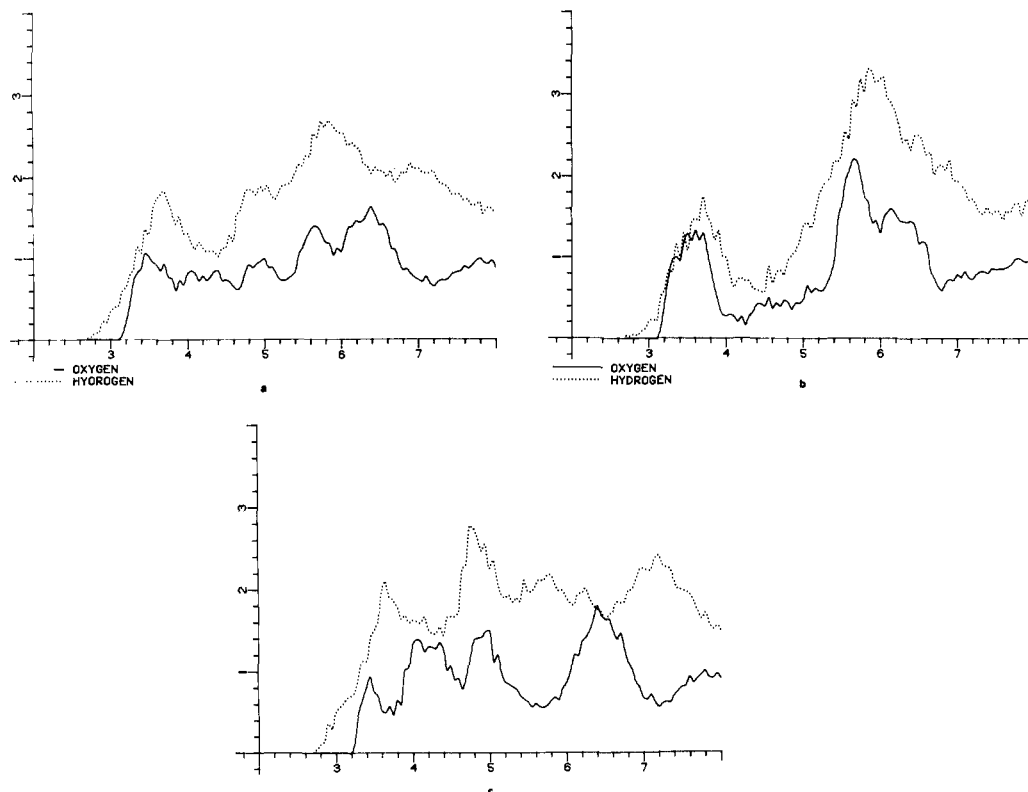 3
2
1
3 4 5 6 7
— OXYGEN
...... HYDROGEN
a
3
2
1
3 4 5 6 7
—— OXYGEN
........ HYDROGEN
b
3
2
1
3 4 5 6 7
c